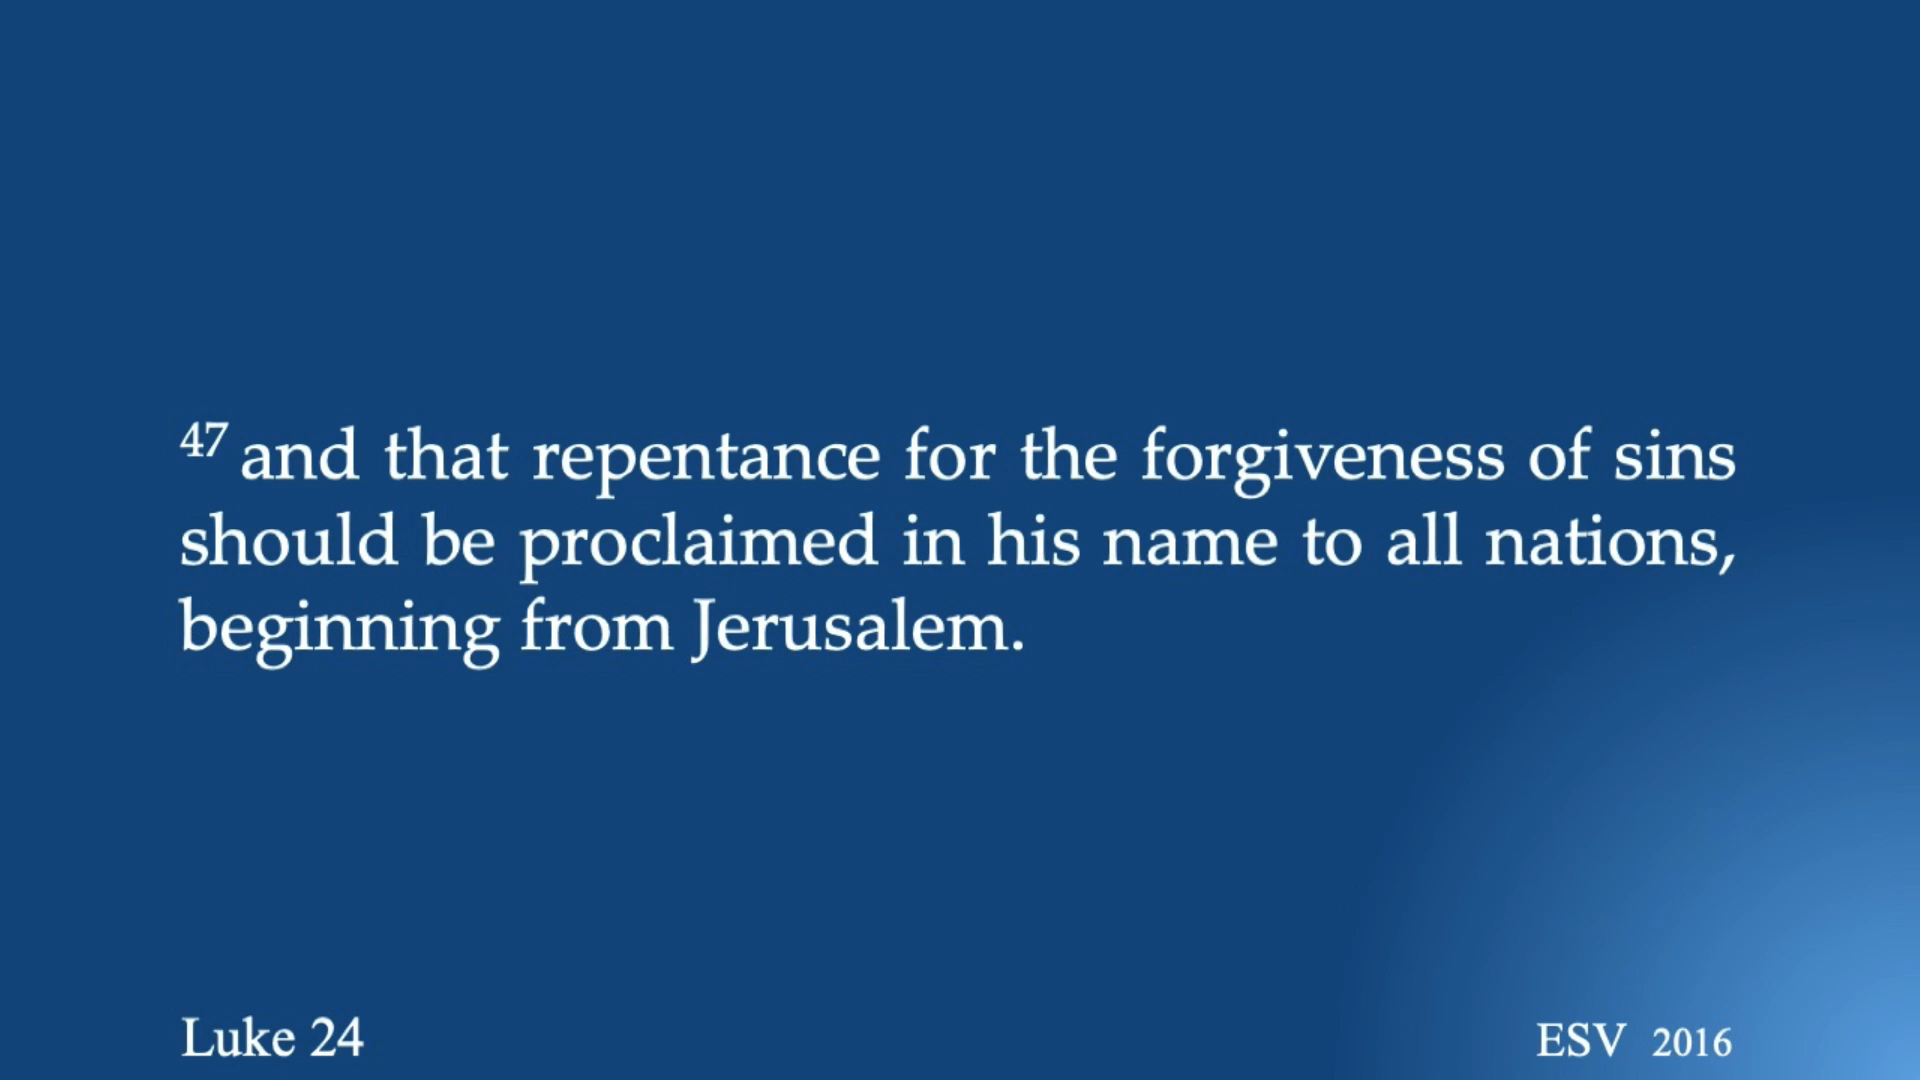 47 and that repentance for the forgiveness of sins
should be proclaimed in his name to all nations,
beginning from Jerusalem.
Luke 24
ESV 2016